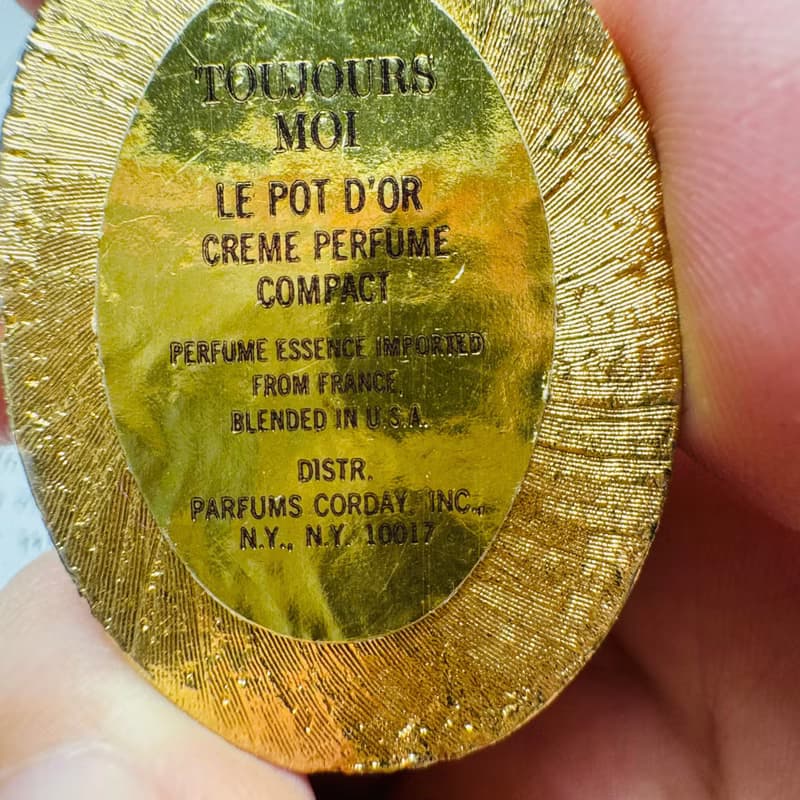 TOUJOURS
MOI
LE POT D'OR
CREME PERFUME
COMPACT
PERFUME ESSENCE IMPORTED
FROM FRANCE,
BLENDED IN U.S.A.
DISTR.
PARFUMS CORDAY, INC.,
N.Y., N.Y. 10017